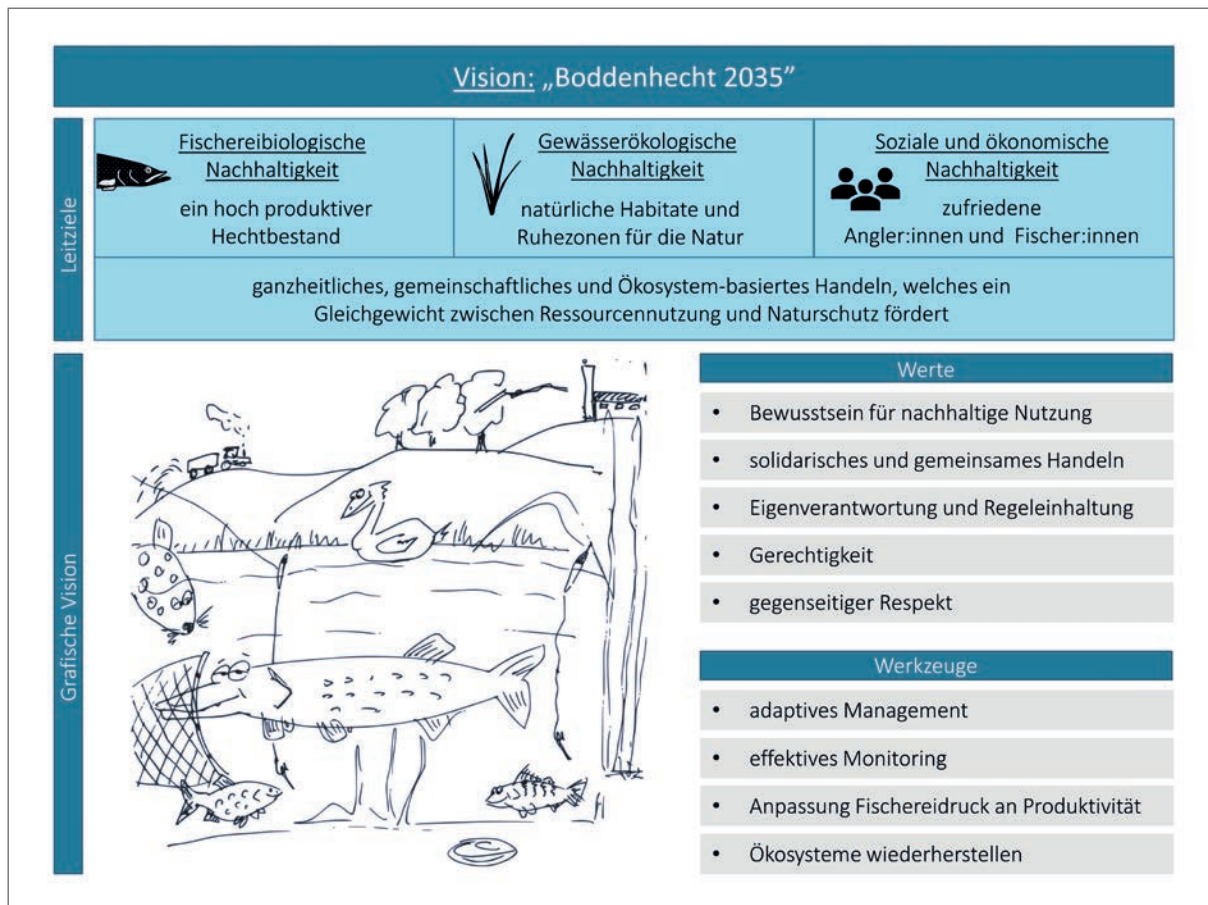 Vision: „Boddenhecht 2035”
Leitziele
Fischereibiologische
Nachhaltigkeit
ein hoch produktiver
Hechtbestand
Gewässerökologische
Nachhaltigkeit
natürliche Habitate und
Ruhezonen für die Natur
Soziale und ökonomische
Nachhaltigkeit
zufriedene
Angler:innen und Fischer:innen
ganzheitliches, gemeinschaftliches und Ökosystem-basiertes Handeln, welches ein
Gleichgewicht zwischen Ressourcennutzung und Naturschutz fördert
Grafische Vision
Werte
• Bewusstsein für nachhaltige Nutzung
• solidarisches und gemeinsames Handeln
• Eigenverantwortung und Regeleinhaltung
• Gerechtigkeit
• gegenseitiger Respekt
Werkzeuge
• adaptives Management
• effektives Monitoring
• Anpassung Fischereidruck an Produktivität
• Ökosysteme wiederherstellen